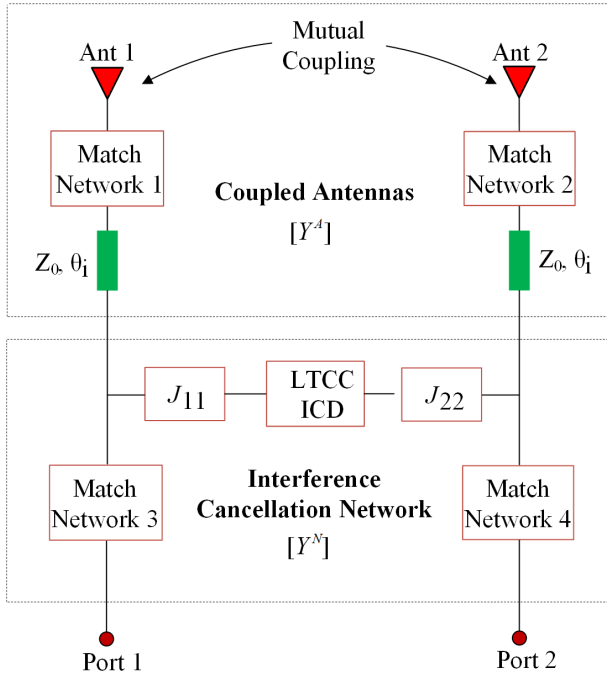 Mutual
Coupling
Ant 1
Ant 2
Match
Network 1
Match
Network 2
Coupled Antennas
[Y^A]
Z₀, θᵢ
Z₀, θᵢ
J₁₁
LTCC
ICD
J₂₂
Match
Network 3
Interference
Cancellation Network
[Y^N]
Match
Network 4
Port 1
Port 2